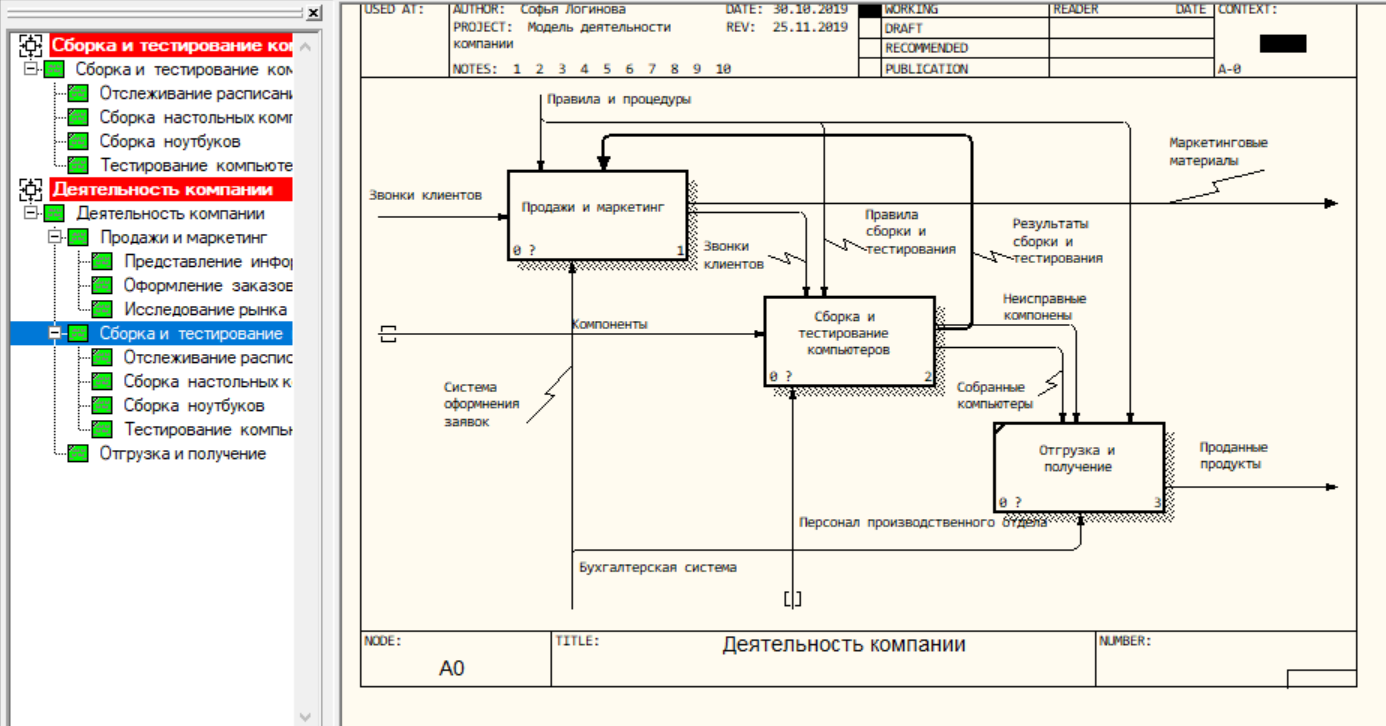 Сборка и тестирование ко
Сборка и тестирование ком
Отслеживание расписани
Сборка настольных комп
Сборка ноутбуков
Тестирование компьюте
Деятельность компании
Деятельность компании
Продажи и маркетинг
Представление инфор
Оформление заказов
Исследование рынка
Сборка и тестирование
Отслеживание распис
Сборка настольных к
Сборка ноутбуков
Тестирование компь
Отгрузка и получение
USED AT:
AUTHOR: Софья Логинова
DATE: 30.10.2019
WORKING
READER
DATE
CONTEXT:
PROJECT: Модель деятельности
компании
REV: 25.11.2019
DRAFT
RECOMMENDED
NOTES: 1 2 3 4 5 6 7 8 9 10
PUBLICATION
A-0
Правила и процедуры
Маркетинговые
материалы
Звонки клиентов
Продажи и маркетинг
0 ?
1
Правила
сборки и
тестирования
Результаты
сборки и
тестирования
Звонки
клиентов
Неисправные
компонены
Компоненты
Сборка и
тестирование
компьютеров
0 ?
2
Система
оформнения
заявок
Собранные
компьютеры
Отгрузка и
получение
0 ?
3
Проданные
продукты
Персонал производственного отдела
Бухгалтерская система
NODE:
A0
TITLE:
Деятельность компании
NUMBER: